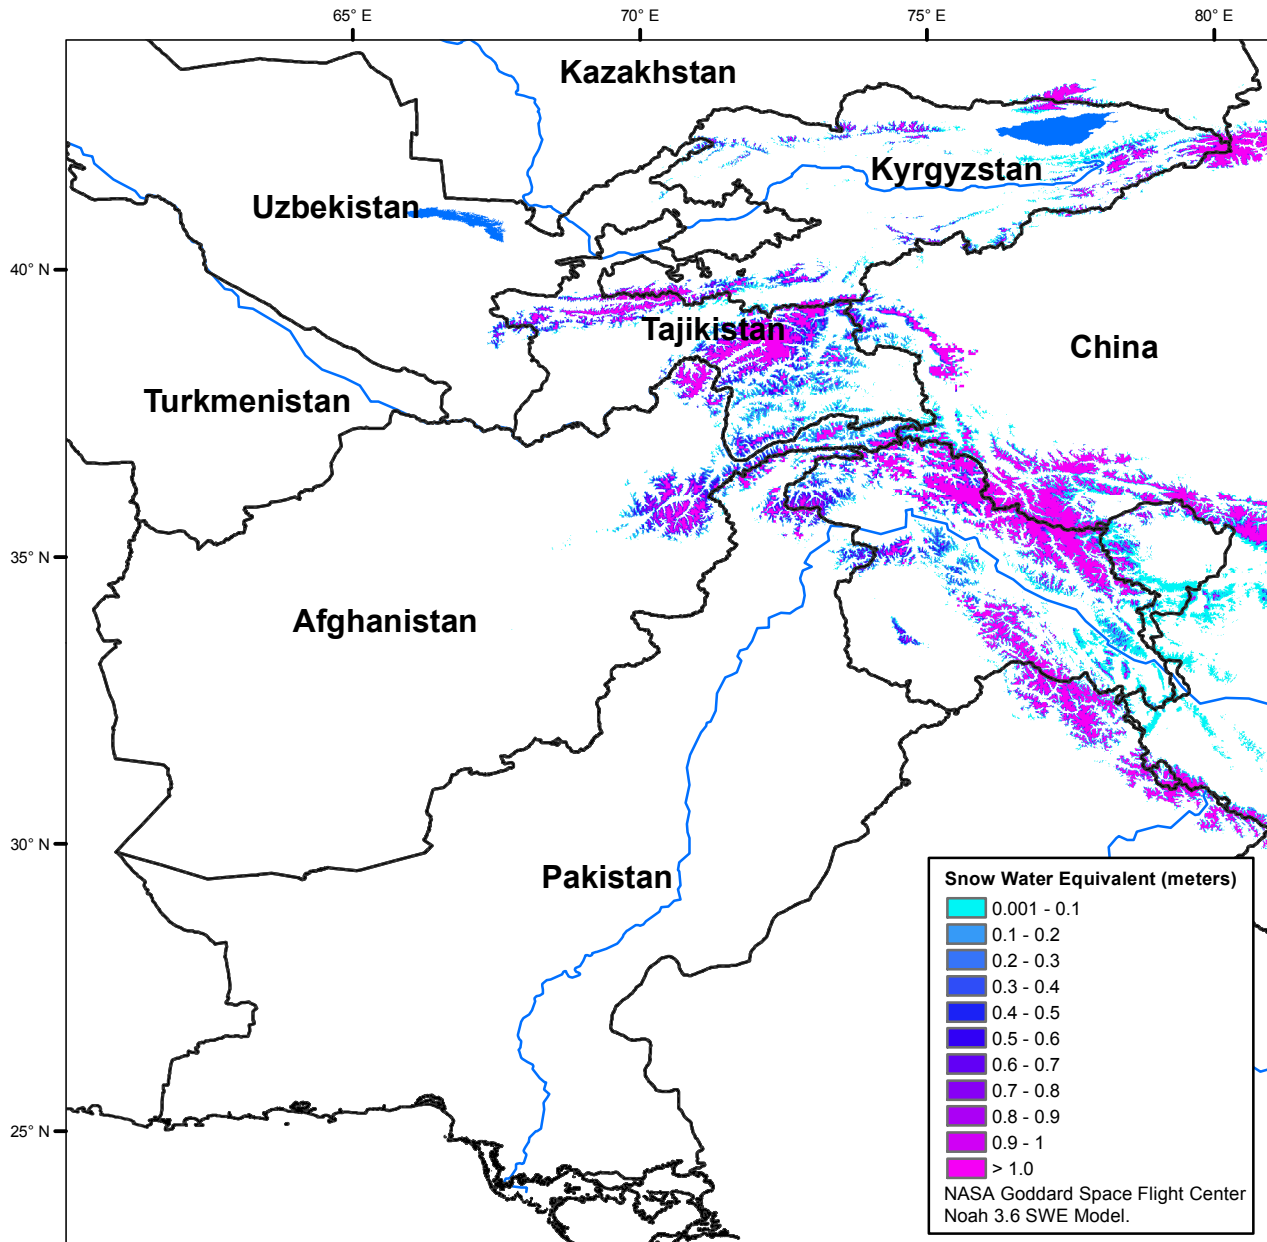 65° E
70° E
75° E
80° E
Kazakhstan
Kyrgyzstan
Uzbekistan
40° N
Tajikistan
China
Turkmenistan
35° N
Afghanistan
30° N
Pakistan
25° N
Snow Water Equivalent (meters)
0.001 - 0.1
0.1 - 0.2
0.2 - 0.3
0.3 - 0.4
0.4 - 0.5
0.5 - 0.6
0.6 - 0.7
0.7 - 0.8
0.8 - 0.9
0.9 - 1
> 1.0
NASA Goddard Space Flight Center
Noah 3.6 SWE Model.